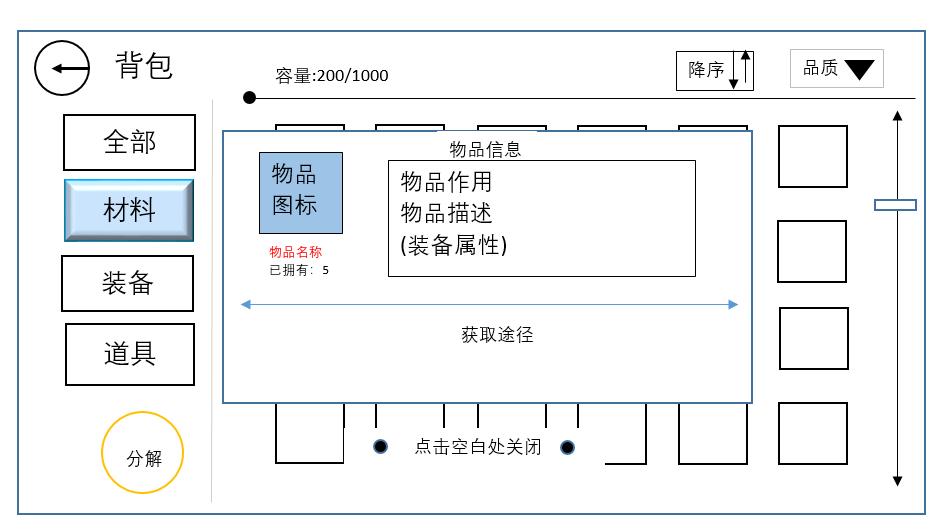 背包
容量:200/1000
降序
品质
全部
材料
装备
道具
分解
物品信息
物品
图标
物品名称
已拥有：5
物品作用
物品描述
(装备属性)
获取途径
点击空白处关闭